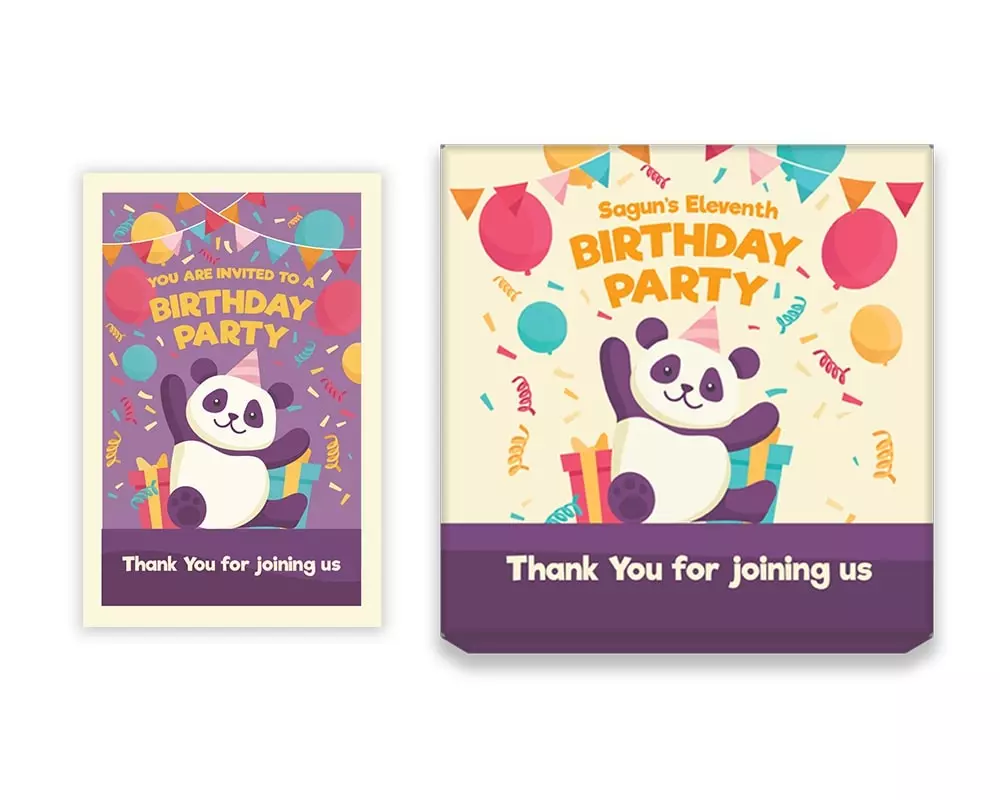 YOU ARE INVITED TO A
BIRTHDAY
PARTY
Thank You for joining us
Sagun's Eleventh
BIRTHDAY
PARTY
Thank You for joining us